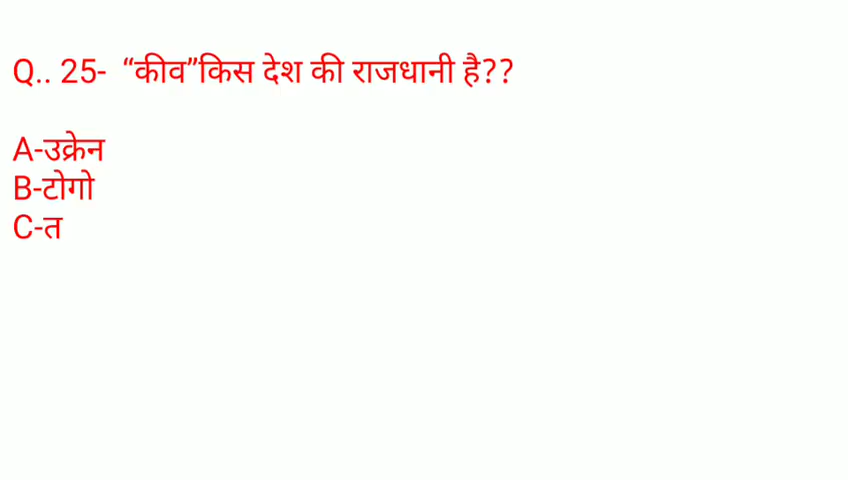 Q.. 25- “कीव”किस देश की राजधानी है??
A-उक्रेन
B-टोगो
C-त